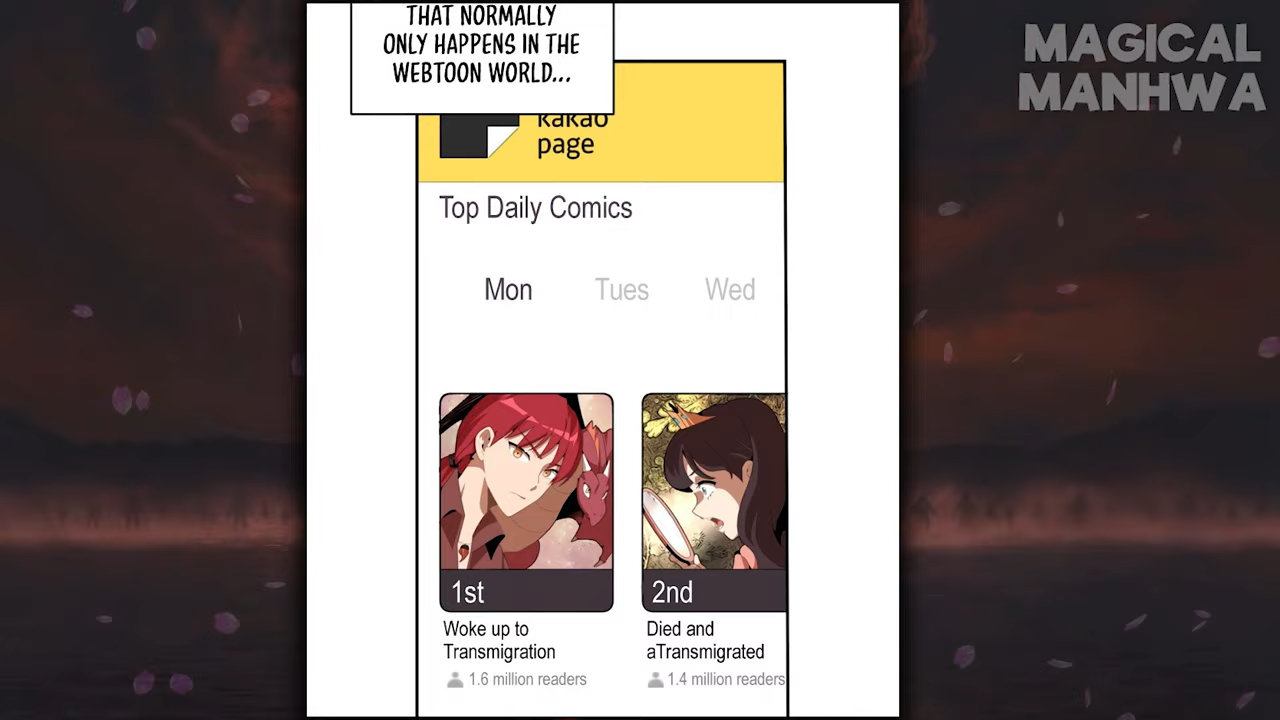 THAT NORMALLY
ONLY HAPPENS IN THE
WEBTOON WORLD...
MAGICAL
MANHWA
kakao
page
Top Daily Comics
Mon Tues Wed
1st 2nd
Woke up to
Transmigration
1.6 million readers
Died and
aTransmigrated
1.4 million readers